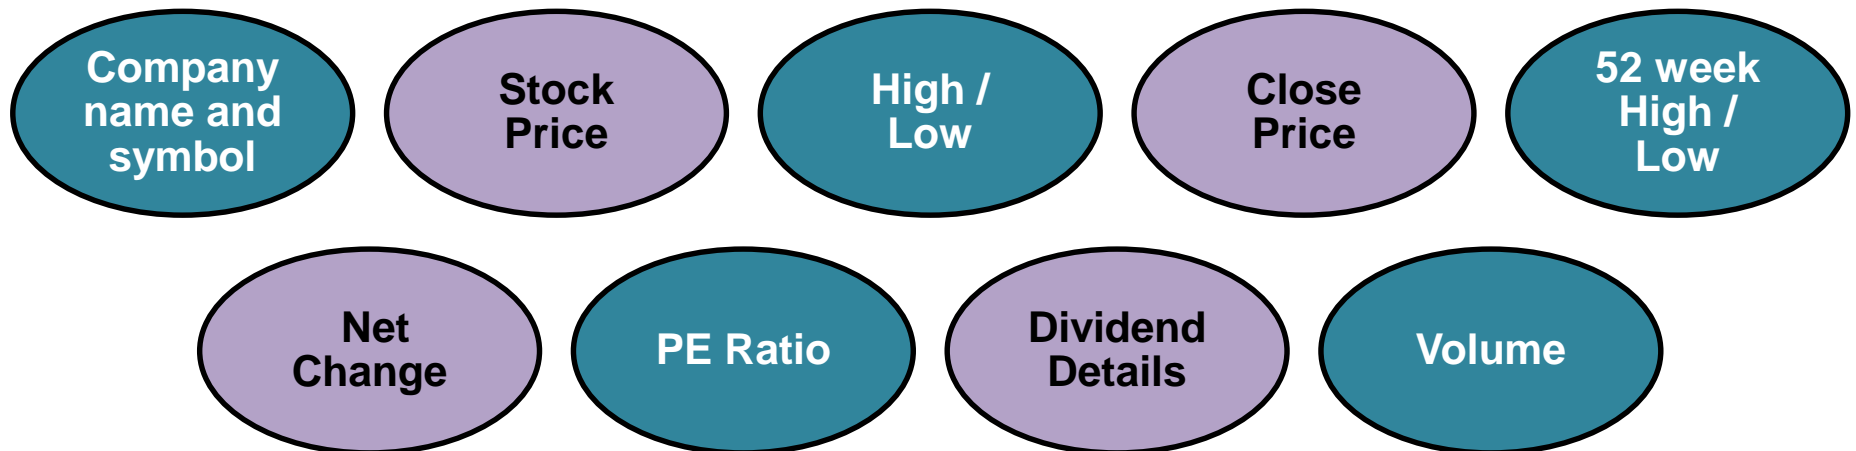 Company
name and
symbol
Stock
Price
High /
Low
Close
Price
52 week
High /
Low
Net
Change
PE Ratio
Dividend
Details
Volume